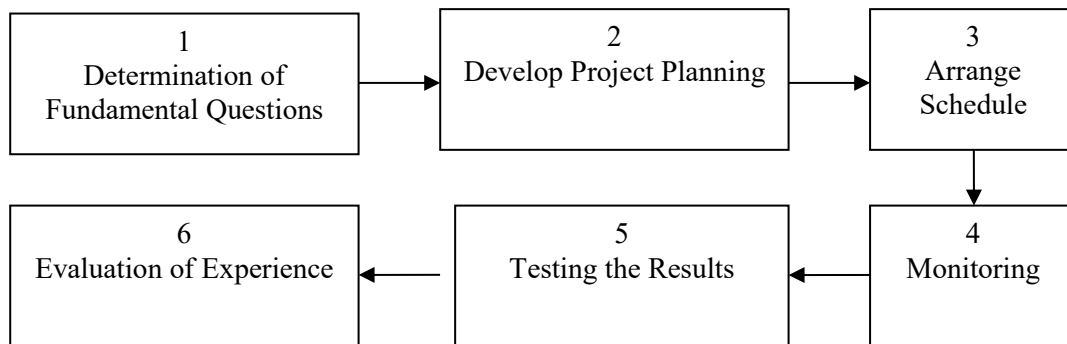 1
Determination of
Fundamental Questions
2
Develop Project Planning
3
Arrange
Schedule
4
Monitoring
5
Testing the Results
6
Evaluation of Experience